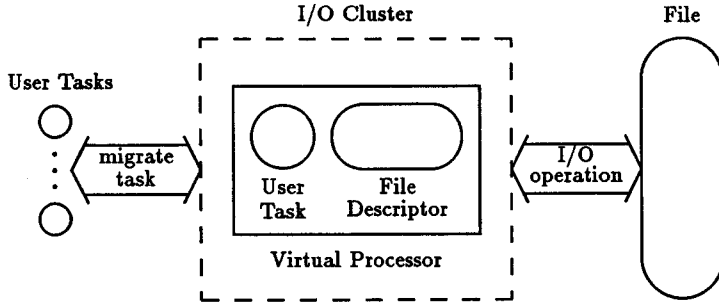 I/O Cluster
File
User Tasks
migrate
task
User
Task
File
Descriptor
I/O
operation
Virtual Processor